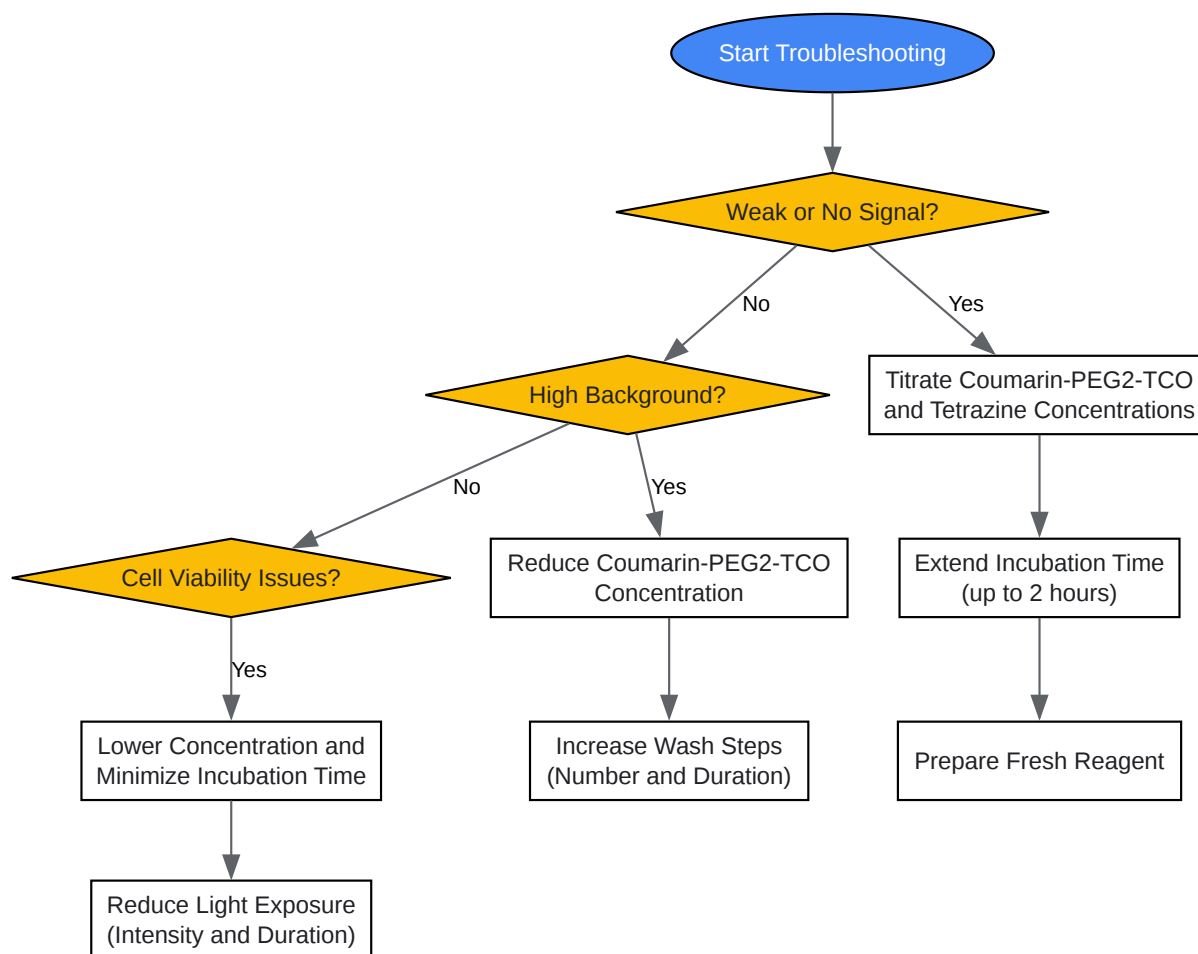 Start Troubleshooting
Weak or No Signal?
No
Yes
High Background?
Titrate Coumarin-PEG2-TCO
and Tetrazine Concentrations
No
Yes
Cell Viability Issues?
Reduce Coumarin-PEG2-TCO
Concentration
Extend Incubation Time
(up to 2 hours)
Yes
Lower Concentration and
Minimize Incubation Time
Increase Wash Steps
(Number and Duration)
Prepare Fresh Reagent
Reduce Light Exposure
(Intensity and Duration)